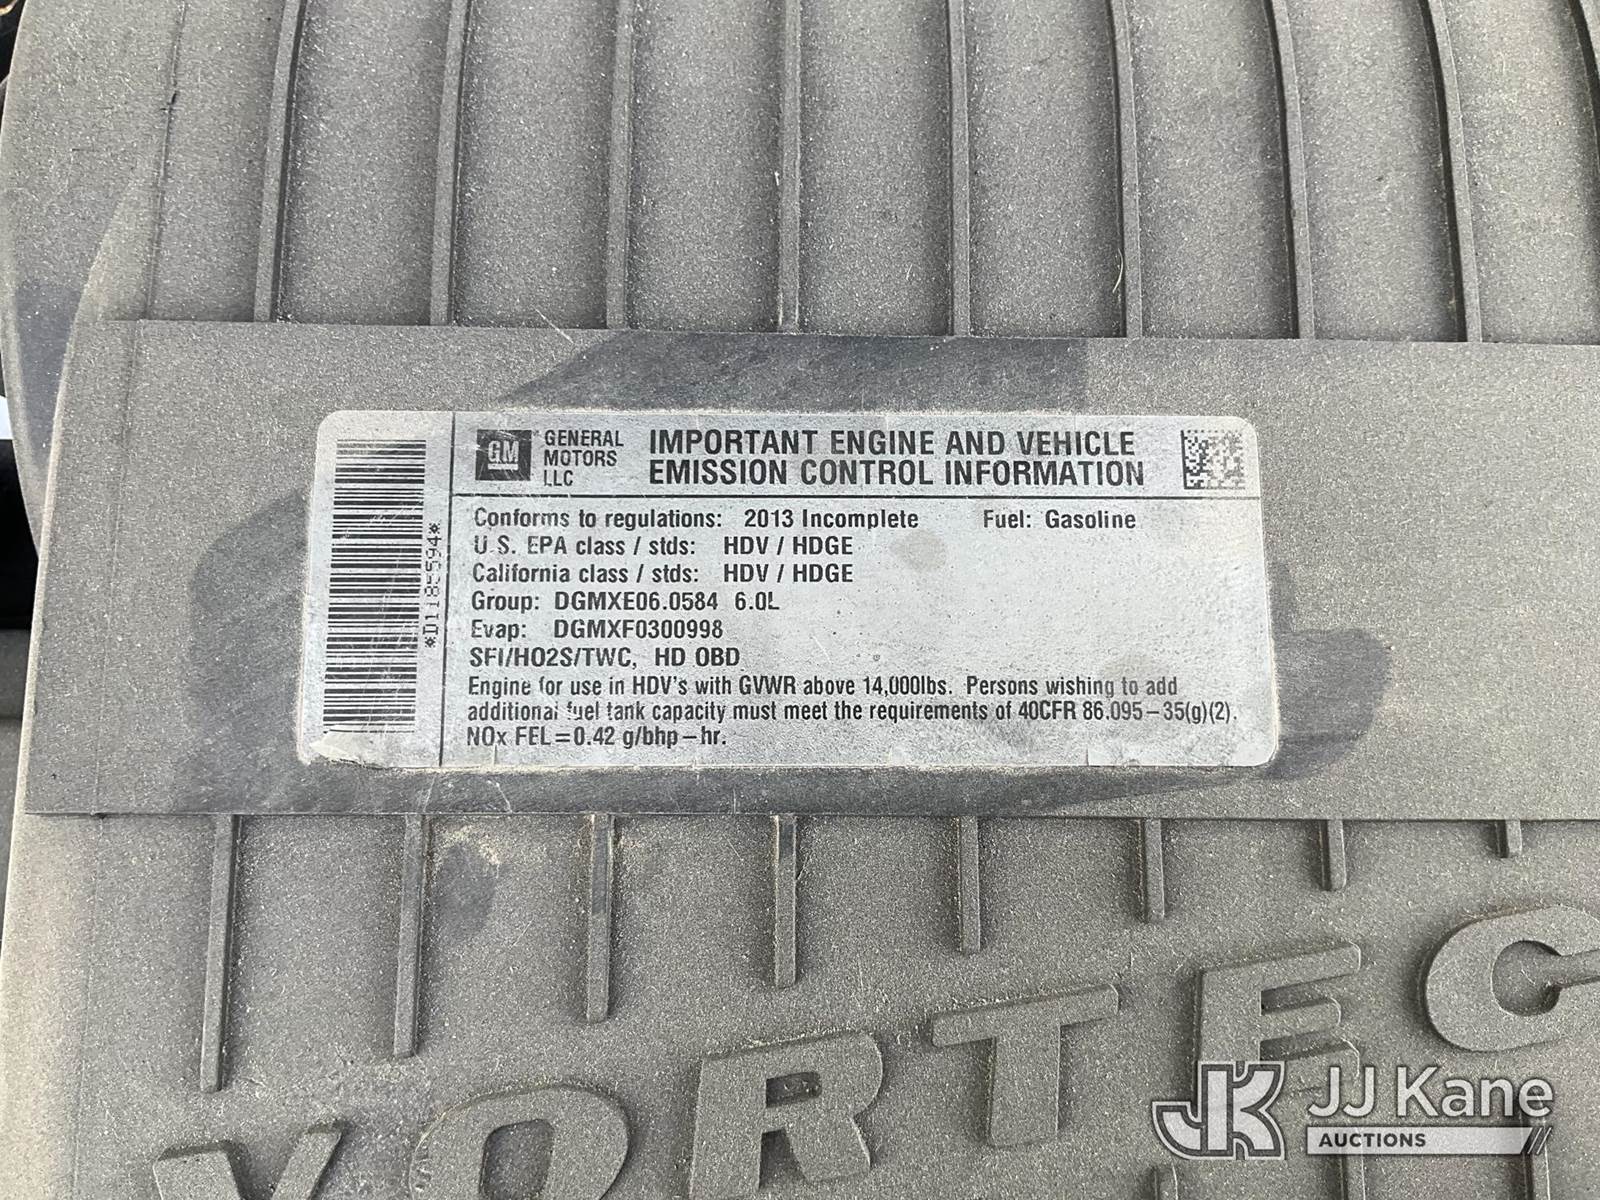 GM GENERAL MOTORS LLC
IMPORTANT ENGINE AND VEHICLE
EMISSION CONTROL INFORMATION
*D1185594*
Conforms to regulations: 2013 Incomplete Fuel: Gasoline
U.S. EPA class / stds: HDV / HDGE
California class / stds: HDV / HDGE
Group: DGMXE06.0584 6.0L
Evap: DGMXF0300998
SFI/HO2S/TWC, HD OBD
Engine for use in HDV's with GVWR above 14,000lbs. Persons wishing to add
additional fuel tank capacity must meet the requirements of 40CFR 86.095-35(g)(2).
NOx FEL=0.42 g/bhp-hr.
VORTEC
JK JJ Kane
AUCTIONS